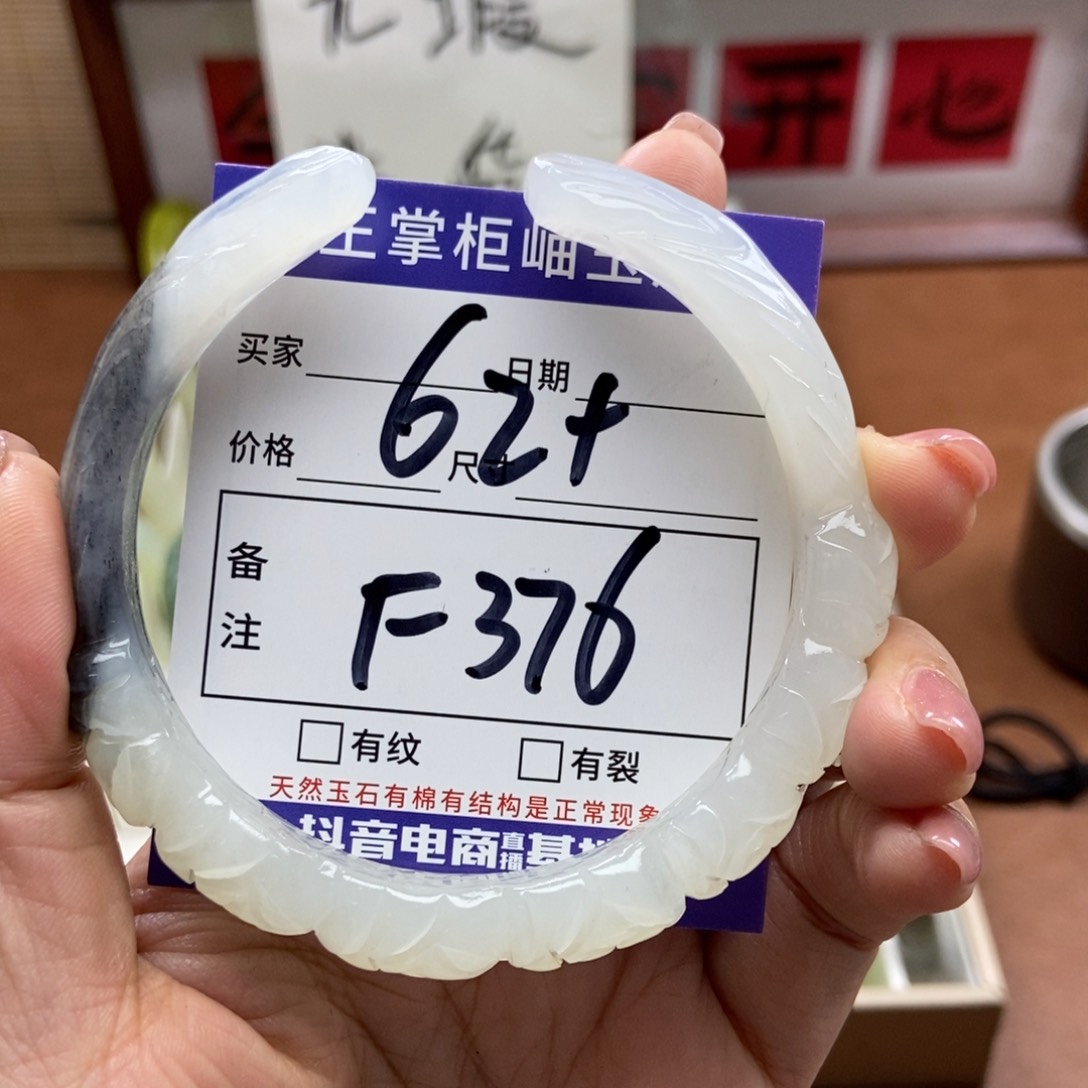 开心
王掌柜岫玉
买家 日期
62+
价格 尺寸
备注
F376
有纹 有裂
天然玉石有棉有结构是正常现象
抖音电商直播基地